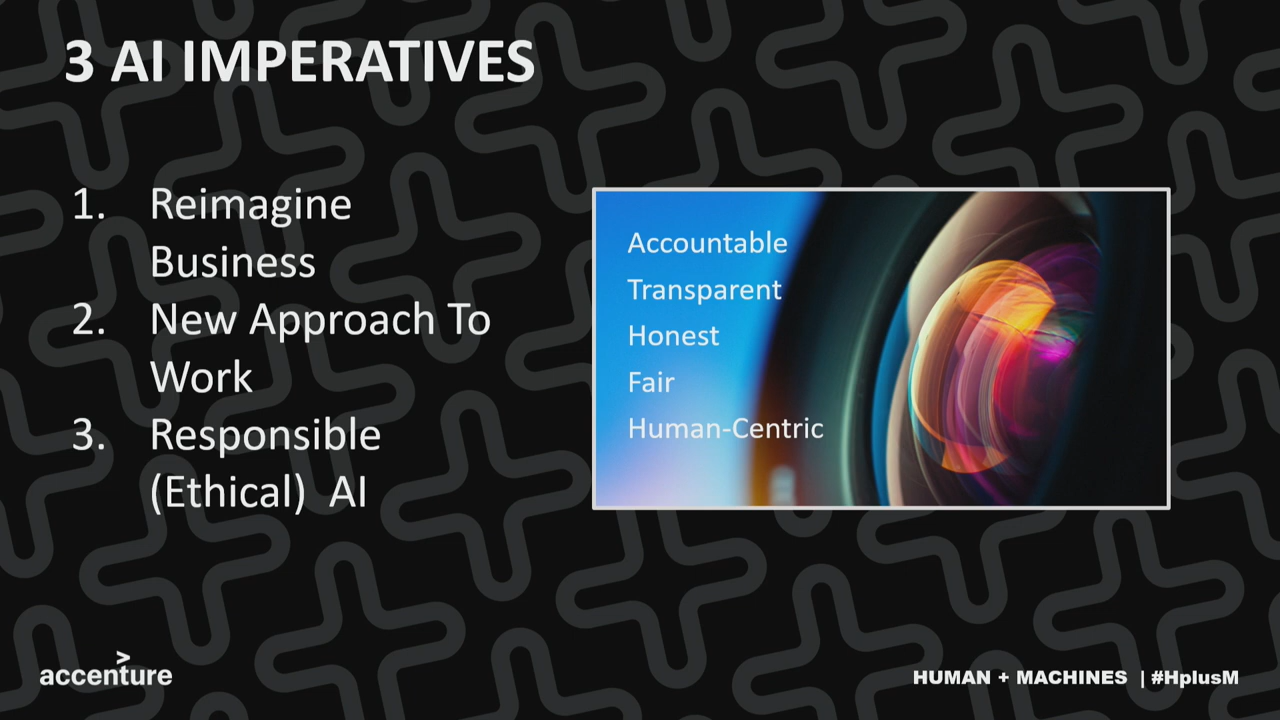 3 AI IMPERATIVES
1. Reimagine
Business
2. New Approach To
Work
3. Responsible
(Ethical) AI
Accountable
Transparent
Honest
Fair
Human-Centric
>
accenture
HUMAN + MACHINES | #HplusM